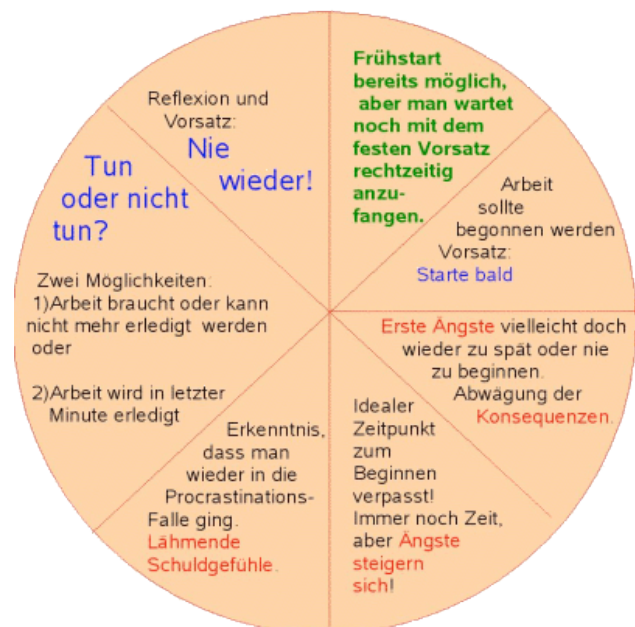 Frühstart
bereits möglich,
aber man wartet
noch mit dem
festen Vorsatz
rechtzeitig
anzu-
fangen.
Arbeit
sollte
begonnen werden
Vorsatz:
Starte bald
Erste Ängste vielleicht doch
wieder zu spät oder nie
zu beginnen.
Abwägung der
Konsequenzen.
Idealer
Zeitpunkt
zum
Beginnen
verpasst!
Immer noch Zeit,
aber Ängste
steigern
sich!
Erkenntnis,
dass man
wieder in die
Procrastinations-
Falle ging.
Lähmende
Schuldgefühle.
Tun
oder nicht
tun?
Zwei Möglichkeiten:
1)Arbeit braucht oder kann
nicht mehr erledigt werden
oder
2)Arbeit wird in letzter
Minute erledigt
Reflexion und
Vorsatz:
Nie
wieder!